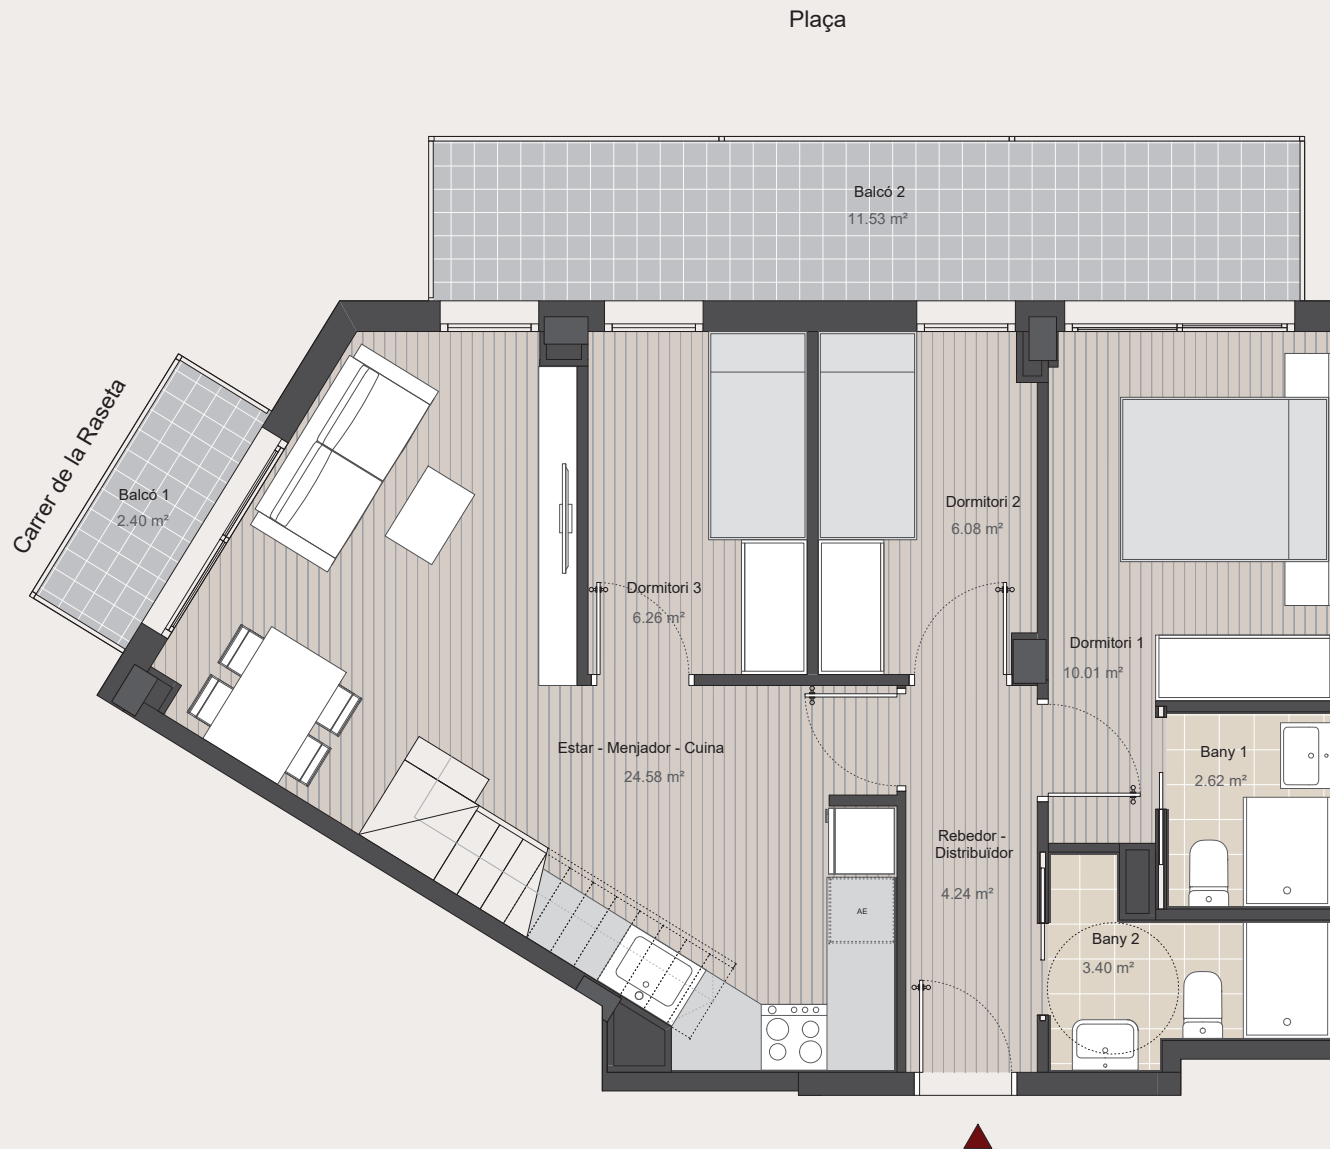 Plaça
Balcó 2
11.53 m²
Carrer de la Raseta
Balcó 1
2.40 m²
Dormitori 2
6.08 m²
Dormitori 3
6.26 m²
Dormitori 1
10.01 m²
Estar - Menjador - Cuina
24.58 m²
Bany 1
2.62 m²
Rebedor -
Distribuïdor
4.24 m²
AE
Bany 2
3.40 m²